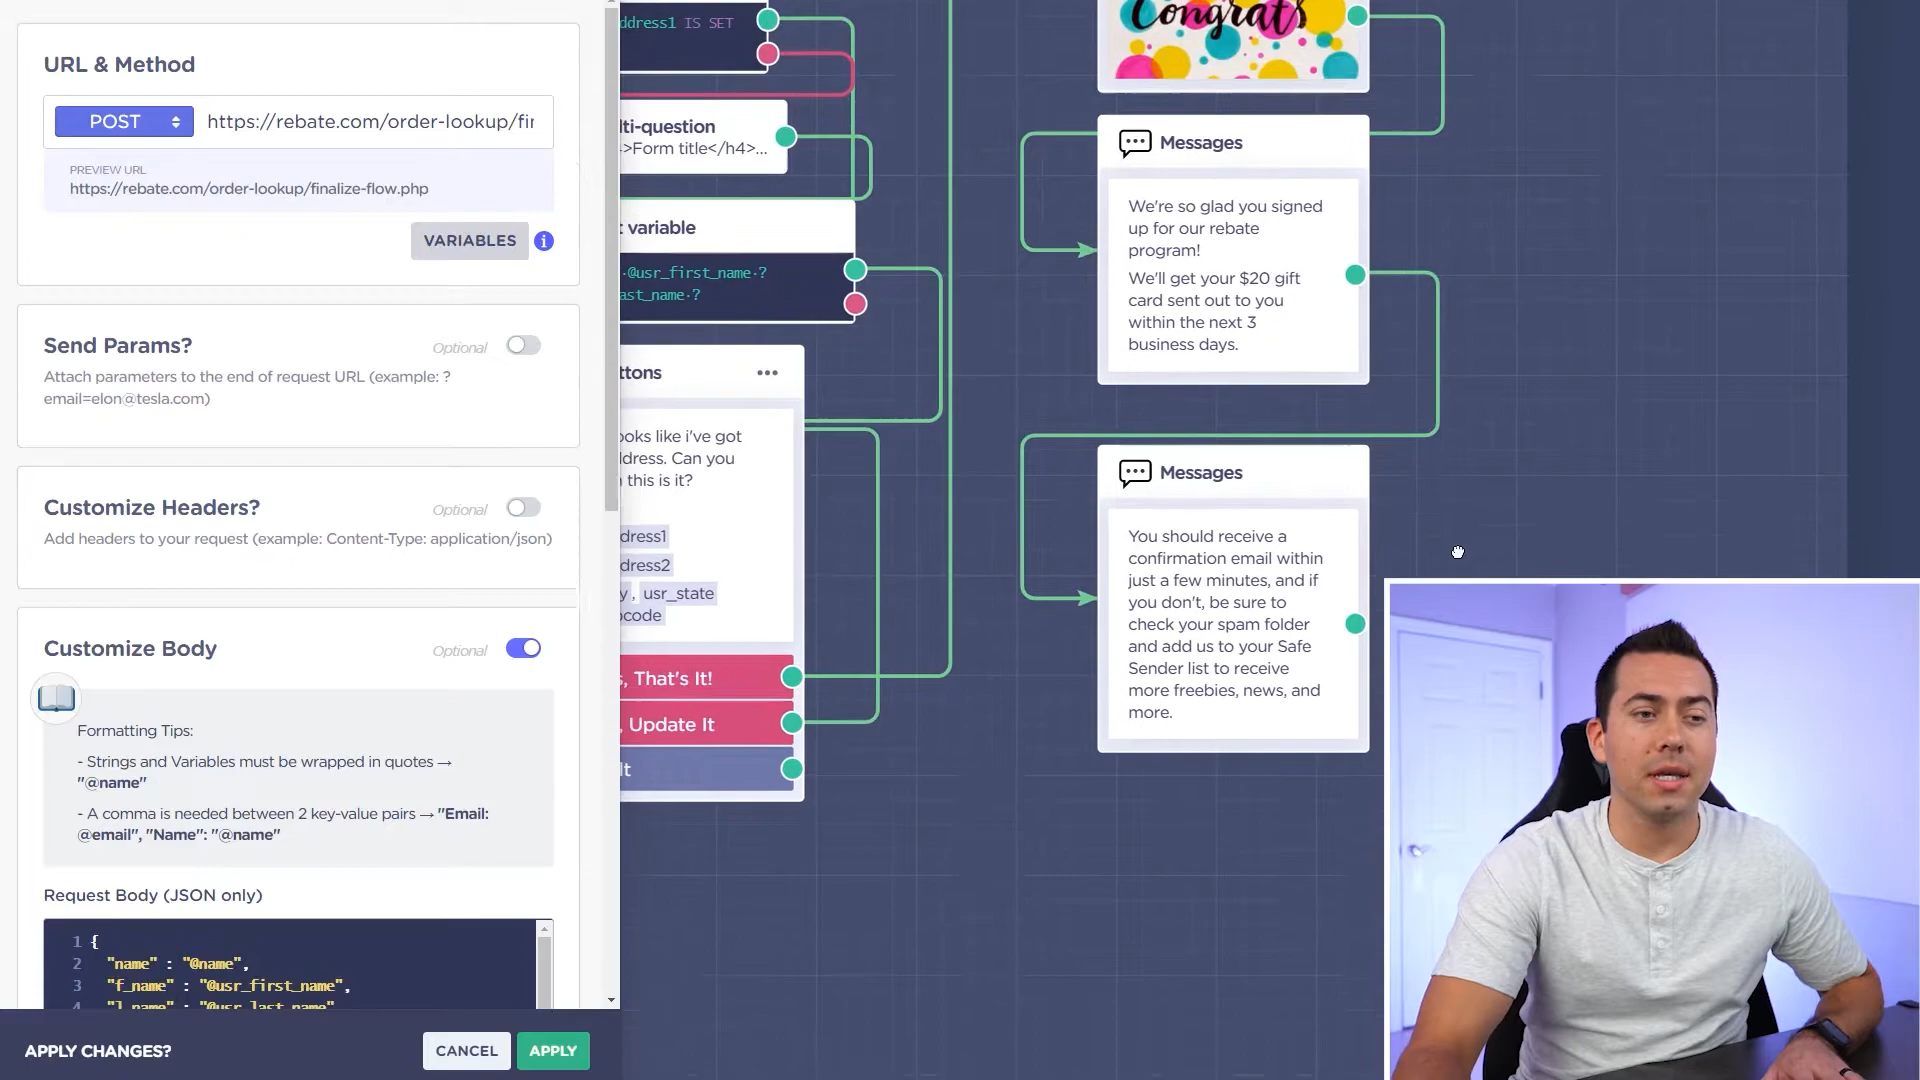 URL & Method
POST
https://rebate.com/order-lookup/fin
PREVIEW URL
https://rebate.com/order-lookup/finalize-flow.php
VARIABLES
i
Send Params?
Optional
Attach parameters to the end of request URL (example: ?
email=elon@tesla.com)
Customize Headers?
Optional
Add headers to your request (example: Content-Type: application/json)
Customize Body
Optional
Formatting Tips:
- Strings and Variables must be wrapped in quotes →
"@name"
- A comma is needed between 2 key-value pairs → "Email:
@email", "Name": "@name"
Request Body (JSON only)
1 {
2 "name" : "@name",
3 "f_name" : "@usr_first_name",
4 "l_name" : "@usr_last_name"
APPLY CHANGES?
CANCEL
APPLY
ddress1 IS SET
lti-question
>Form title</h4>...
t variable
·@usr_first_name·?
ast_name·?
ttons
ooks like i've got
ddress. Can you
this is it?
dress1
dress2
y, usr_state
pcode
s, That's It!
, Update It
It
Congrats
Messages
We're so glad you signed
up for our rebate
program!
We'll get your $20 gift
card sent out to you
within the next 3
business days.
Messages
You should receive a
confirmation email within
just a few minutes, and if
you don't, be sure to
check your spam folder
and add us to your Safe
Sender list to receive
more freebies, news, and
more.